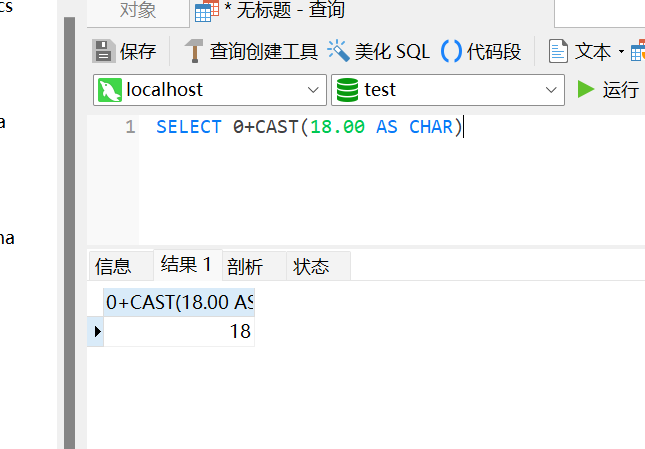 cs
对象
* 无标题 - 查询
保存 查询创建工具 美化 SQL 代码段 文本
localhost test 运行
a
1 SELECT 0+CAST(18.00 AS CHAR)
na
信息 结果 1 剖析 状态
0+CAST(18.00 AS
18